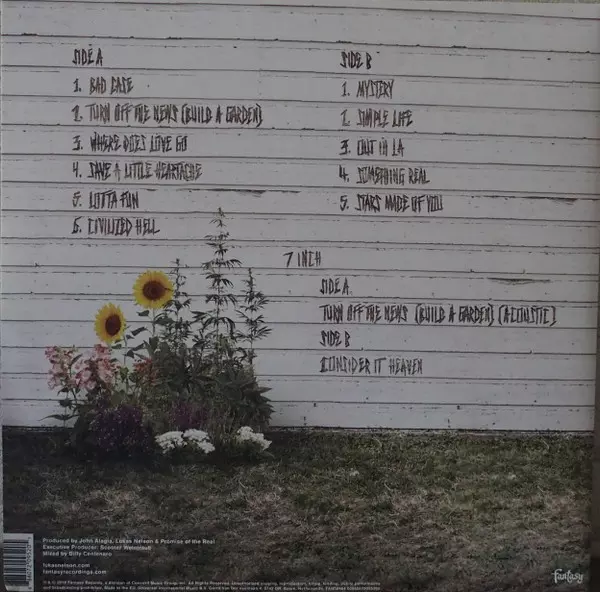 SIDE A
1. BAD CASE
2. TURN OFF THE NEWS (BUILD A GARDEN)
3. WHERE DOES LOVE GO
4. SAVE A LITTLE HEARTACHE
5. LOTTA FUN
6. CIVILIZED HELL
SIDE B
1. MYSTERY
2. SIMPLE LIFE
3. OUT IN LA
4. SOMETHING REAL
5. STARS MADE OF YOU
7 INCH
SIDE A
TURN OFF THE NEWS (BUILD A GARDEN) (ACOUSTIC)
SIDE B
CONSIDER IT HEAVEN
Produced by John Alagia, Lukas Nelson & Promise of the Real
Executive Producer:
Mixed by Billy Centenaro
lukasnelson.com
fantasyrecordings.com
Fantasy